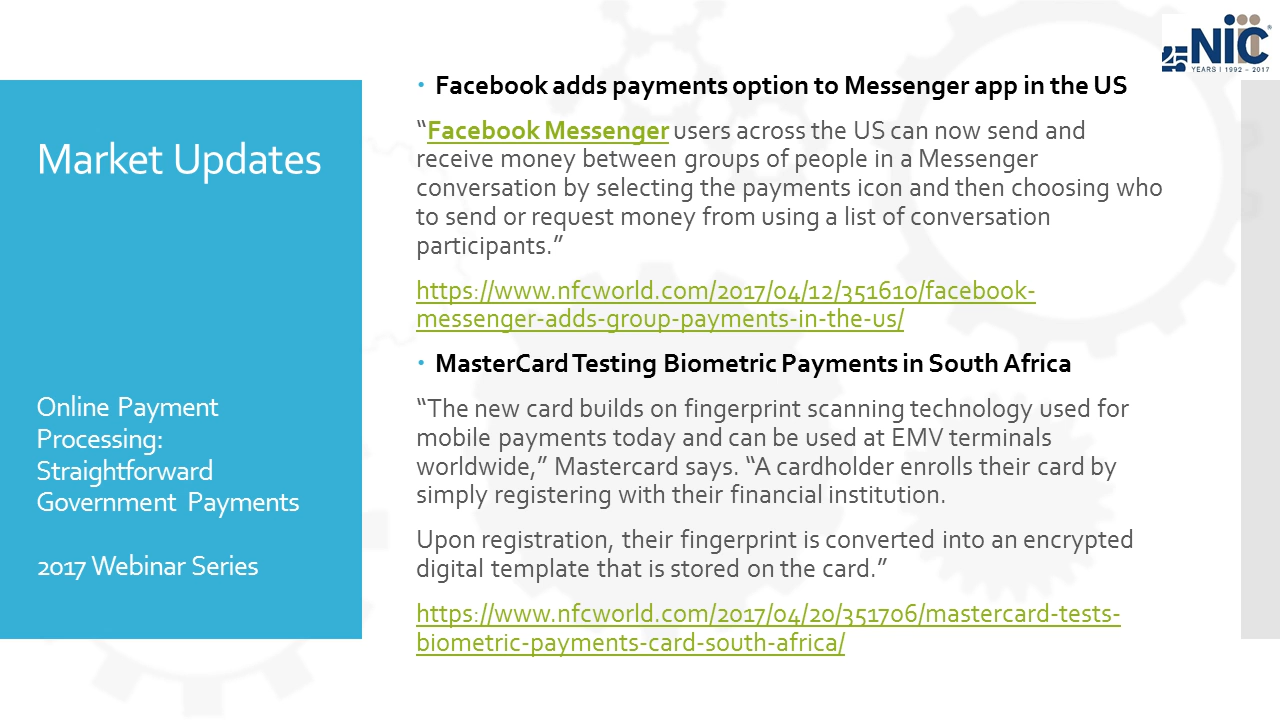 NIC
25
YEARS | 1992 – 2017
Market Updates
Online Payment
Processing:
Straightforward
Government Payments
2017 Webinar Series
Facebook adds payments option to Messenger app in the US
“Facebook Messenger users across the US can now send and
receive money between groups of people in a Messenger
conversation by selecting the payments icon and then choosing who
to send or request money from using a list of conversation
participants.”
https://www.nfcworld.com/2017/04/12/351610/facebook-
messenger-adds-group-payments-in-the-us/
MasterCard Testing Biometric Payments in South Africa
“The new card builds on fingerprint scanning technology used for
mobile payments today and can be used at EMV terminals
worldwide,” Mastercard says. “A cardholder enrolls their card by
simply registering with their financial institution.
Upon registration, their fingerprint is converted into an encrypted
digital template that is stored on the card.”
https://www.nfcworld.com/2017/04/20/351706/mastercard-tests-
biometric-payments-card-south-africa/